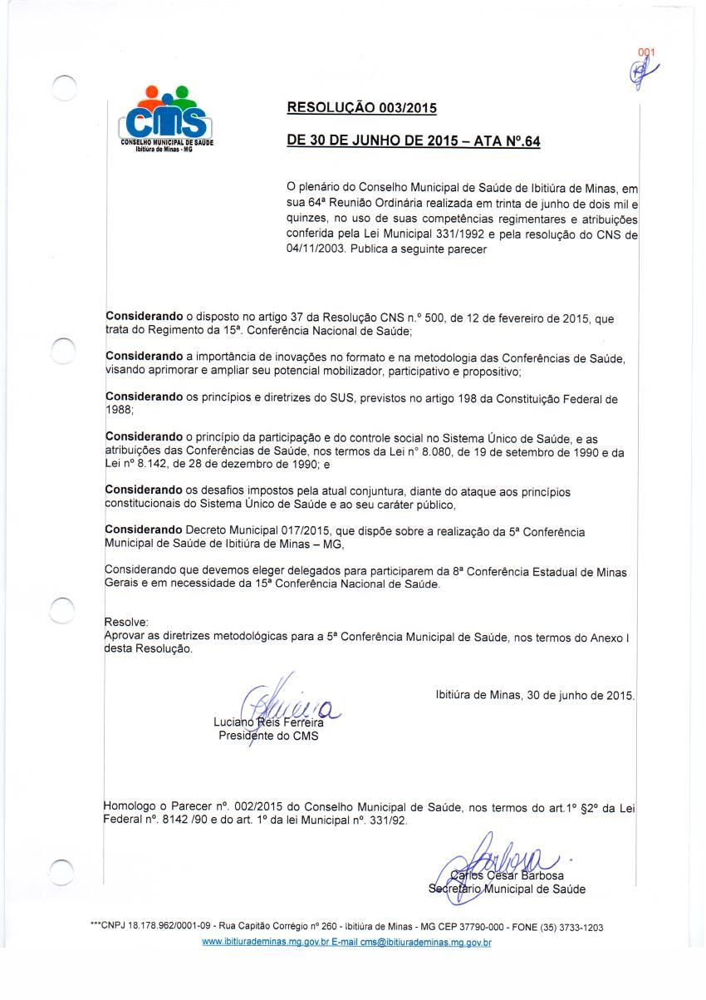 001
CMS
CONSELHO MUNICIPAL DE SAÚDE
Ibitiúra de Minas - MG
RESOLUÇÃO 003/2015
DE 30 DE JUNHO DE 2015 – ATA Nº.64
O plenário do Conselho Municipal de Saúde de Ibitiúra de Minas, em
sua 64ª Reunião Ordinária realizada em trinta de junho de dois mil e
quinzes, no uso de suas competências regimentares e atribuições
conferida pela Lei Municipal 331/1992 e pela resolução do CNS de
04/11/2003. Publica a seguinte parecer
Considerando o disposto no artigo 37 da Resolução CNS n.º 500, de 12 de fevereiro de 2015, que
trata do Regimento da 15ª. Conferência Nacional de Saúde;
Considerando a importância de inovações no formato e na metodologia das Conferências de Saúde,
visando aprimorar e ampliar seu potencial mobilizador, participativo e propositivo;
Considerando os princípios e diretrizes do SUS, previstos no artigo 198 da Constituição Federal de
1988;
Considerando o princípio da participação e do controle social no Sistema Único de Saúde, e as
atribuições das Conferências de Saúde, nos termos da Lei n° 8.080, de 19 de setembro de 1990 e da
Lei nº 8.142, de 28 de dezembro de 1990; e
Considerando os desafios impostos pela atual conjuntura, diante do ataque aos princípios
constitucionais do Sistema Único de Saúde e ao seu caráter público,
Considerando Decreto Municipal 017/2015, que dispõe sobre a realização da 5ª Conferência
Municipal de Saúde de Ibitiúra de Minas – MG,
Considerando que devemos eleger delegados para participarem da 8ª Conferência Estadual de Minas
Gerais e em necessidade da 15ª Conferência Nacional de Saúde.
Resolve:
Aprovar as diretrizes metodológicas para a 5ª Conferência Municipal de Saúde, nos termos do Anexo I
desta Resolução.
Ibitiúra de Minas, 30 de junho de 2015.
Luciano Reis Ferreira
Presidente do CMS
Homologo o Parecer nº. 002/2015 do Conselho Municipal de Saúde, nos termos do art.1º §2º da Lei
Federal nº. 8142 /90 e do art. 1º da lei Municipal nº. 331/92.
Barbosa
Carlos César Barbosa
Secretário Municipal de Saúde
***CNPJ 18.178.962/0001-09 - Rua Capitão Corrégio nº 260 - Ibitiúra de Minas - MG CEP 37790-000 - FONE (35) 3733-1203
www.ibitiurademinas.mg.gov.br E-mail cms@ibitiurademinas.mg.gov.br